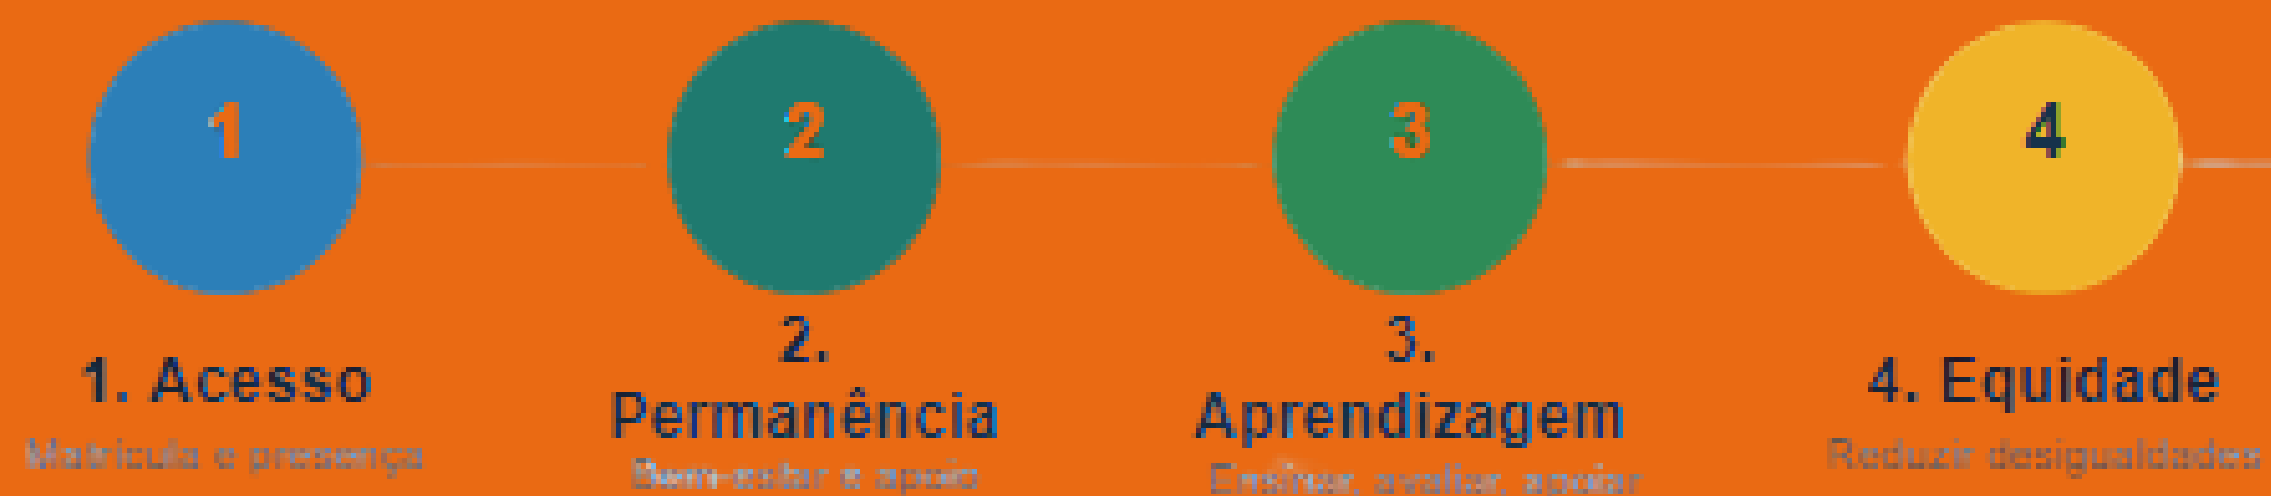 1
2
3
4
1. Acesso
Matrícula e presença
2.
Permanência
Bem-estar e apoio
3.
Aprendizagem
Ensinar, avaliar, apoiar
4. Equidade
Reduzir desigualdades